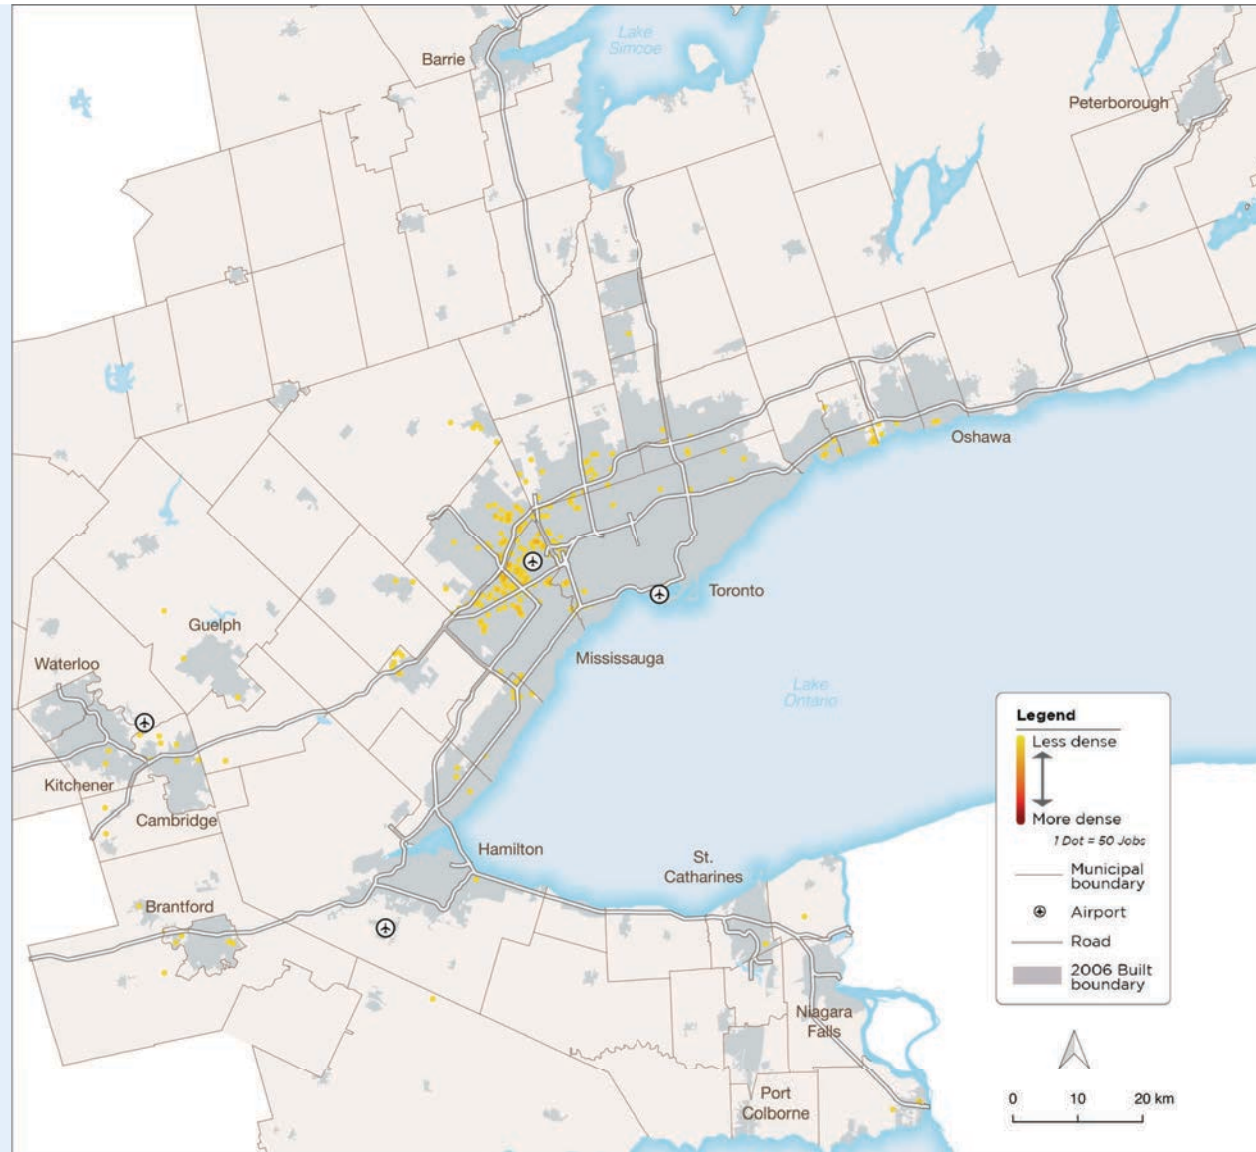 Lake
Simcoe
Barrie
Peterborough
Oshawa
Toronto
Guelph
Waterloo
Mississauga
Lake
Ontario
Kitchener
Cambridge
Hamilton
St.
Catharines
Brantford
Niagara
Falls
Port
Colborne
Legend
Less dense
More dense
1 Dot = 50 Jobs
Municipal
boundary
Airport
Road
2006 Built
boundary
0 10 20 km